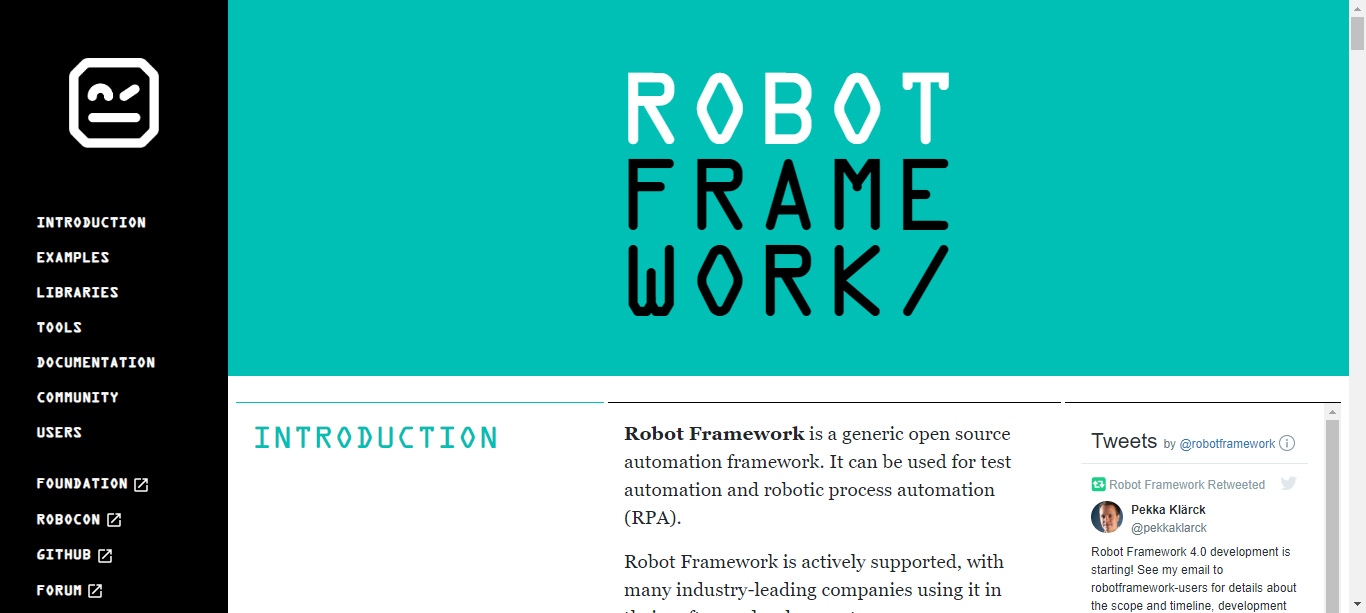 ROBOT
FRAME
WORK/
INTRODUCTION
EXAMPLES
LIBRARIES
TOOLS
DOCUMENTATION
COMMUNITY
USERS
FOUNDATION
ROBOCON
GITHUB
FORUM
INTRODUCTION
Robot Framework is a generic open source
automation framework. It can be used for test
automation and robotic process automation
(RPA).
Robot Framework is actively supported, with
many industry-leading companies using it in
Tweets by @robotframework
Robot Framework Retweeted
Pekka Klärck
@pekkaklarck
Robot Framework 4.0 development is
starting! See my email to
robotframework-users for details about
the scope and timeline, development